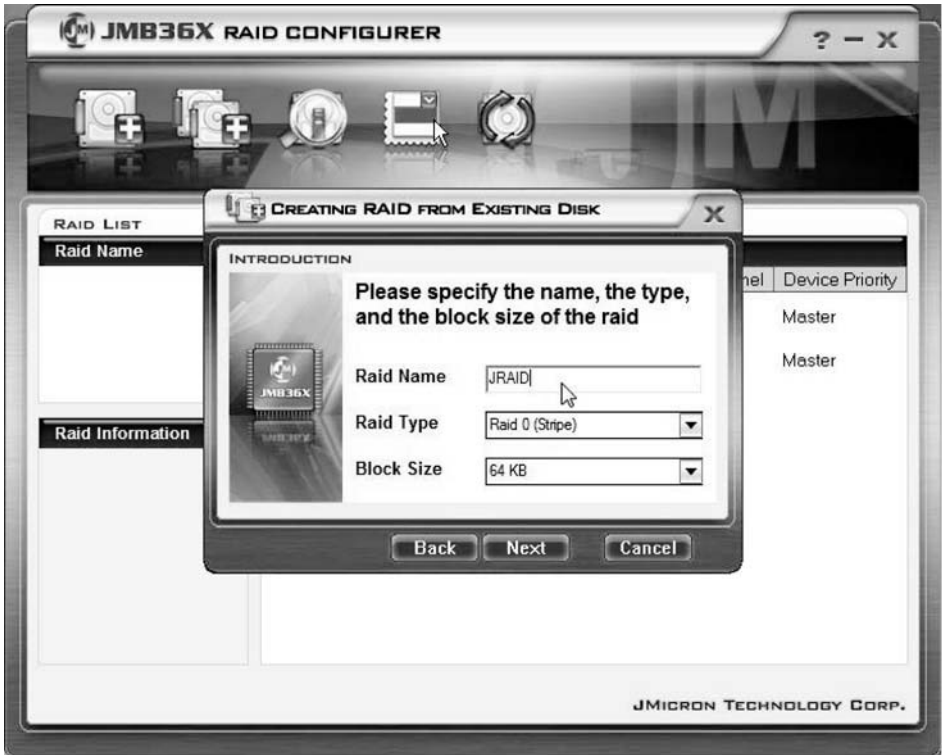 JMB36X RAID CONFIGURER
? – X
JM
RAID LIST
Raid Name
Device Priority
Master
Master
Raid Information
CREATING RAID FROM EXISTING DISK
X
INTRODUCTION
Please specify the name, the type,
and the block size of the raid
JMB36X
Raid Name JRAID
Raid Type Raid 0 (Stripe)
Block Size 64 KB
Back Next Cancel
JMICRON TECHNOLOGY CORP.